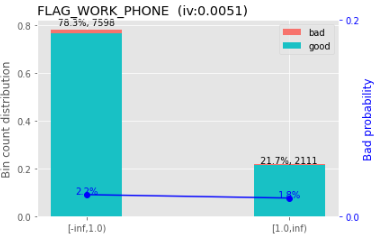 FLAG_WORK_PHONE (iv:0.0051)
78.3%, 7598
bad
good
0.8
0.6
0.4
0.2
0.0
0.2
0.0
Bin count distribution
Bad probability
21.7%, 2111
2.2%
1.8%
[-inf,1.0)
[1.0,inf)